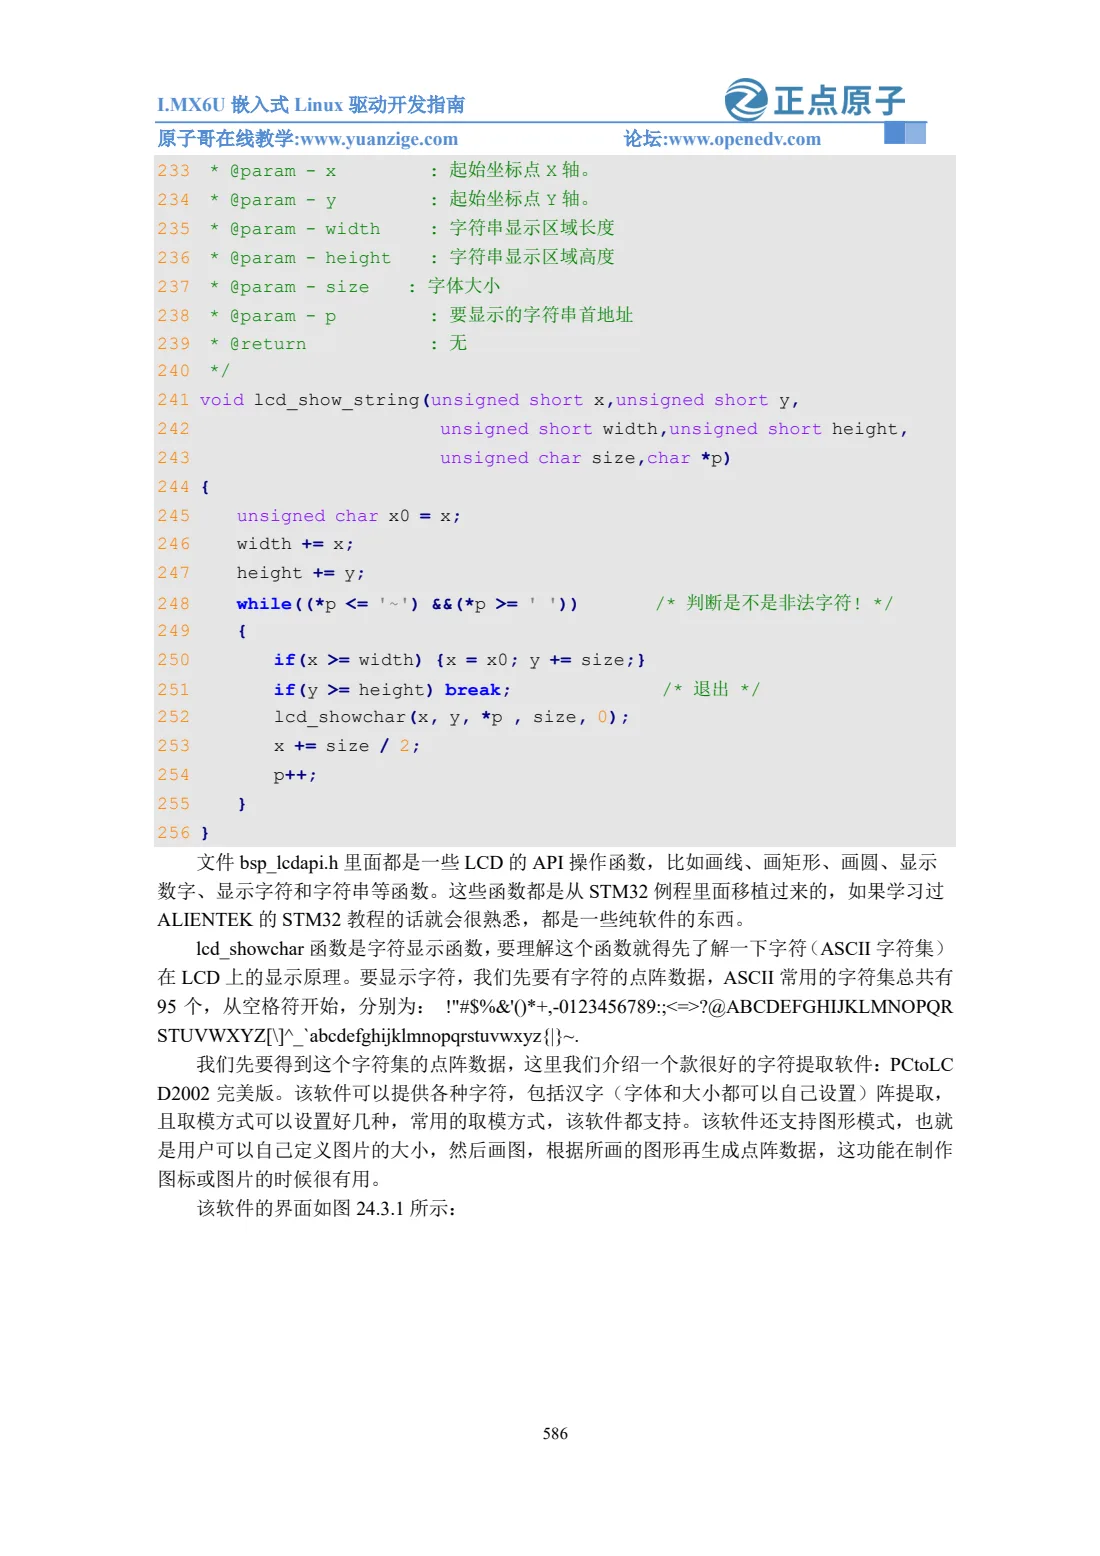 I.MX6U 嵌入式 Linux 驱动开发指南
正点原子
原子哥在线教学:www.yuanzige.com 论坛:www.openedv.com
233 * @param - x : 起始坐标点 X 轴。
234 * @param - y : 起始坐标点 Y 轴。
235 * @param - width : 字符串显示区域长度
236 * @param - height : 字符串显示区域高度
237 * @param - size : 字体大小
238 * @param - p : 要显示的字符串首地址
239 * @return : 无
240 */
241 void lcd_show_string(unsigned short x,unsigned short y,
242 unsigned short width,unsigned short height,
243 unsigned char size,char *p)
244 {
245 unsigned char x0 = x;
246 width += x;
247 height += y;
248 while((*p <= '~') &&(*p >= ' ')) /* 判断是不是非法字符! */
249 {
250 if(x >= width) {x = x0; y += size;}
251 if(y >= height) break; /* 退出 */
252 lcd_showchar(x, y, *p , size, 0);
253 x += size / 2;
254 p++;
255 }
256 }
文件 bsp_lcdapi.h 里面都是一些 LCD 的 API 操作函数，比如画线、画矩形、画圆、显示
数字、显示字符和字符串等函数。这些函数都是从 STM32 例程里面移植过来的，如果学习过
ALIENTEK 的 STM32 教程的话就会很熟悉，都是一些纯软件的东西。
lcd_showchar 函数是字符显示函数，要理解这个函数就得先了解一下字符（ASCII 字符集）
在 LCD 上的显示原理。要显示字符，我们先要有字符的点阵数据，ASCII 常用的字符集总共有
95 个，从空格符开始，分别为： !"#$%&'()*+,-0123456789:;<=>?@ABCDEFGHIJKLMNOPQR
STUVWXYZ[\]^_`abcdefghijklmnopqrstuvwxyz{|}~.
我们先要得到这个字符集的点阵数据，这里我们介绍一个款很好的字符提取软件：PCtoLC
D2002 完美版。该软件可以提供各种字符，包括汉字（字体和大小都可以自己设置）阵提取，
且取模方式可以设置好几种，常用的取模方式，该软件都支持。该软件还支持图形模式，也就
是用户可以自己定义图片的大小，然后画图，根据所画的图形再生成点阵数据，这功能在制作
图标或图片的时候很有用。
该软件的界面如图 24.3.1 所示：
586